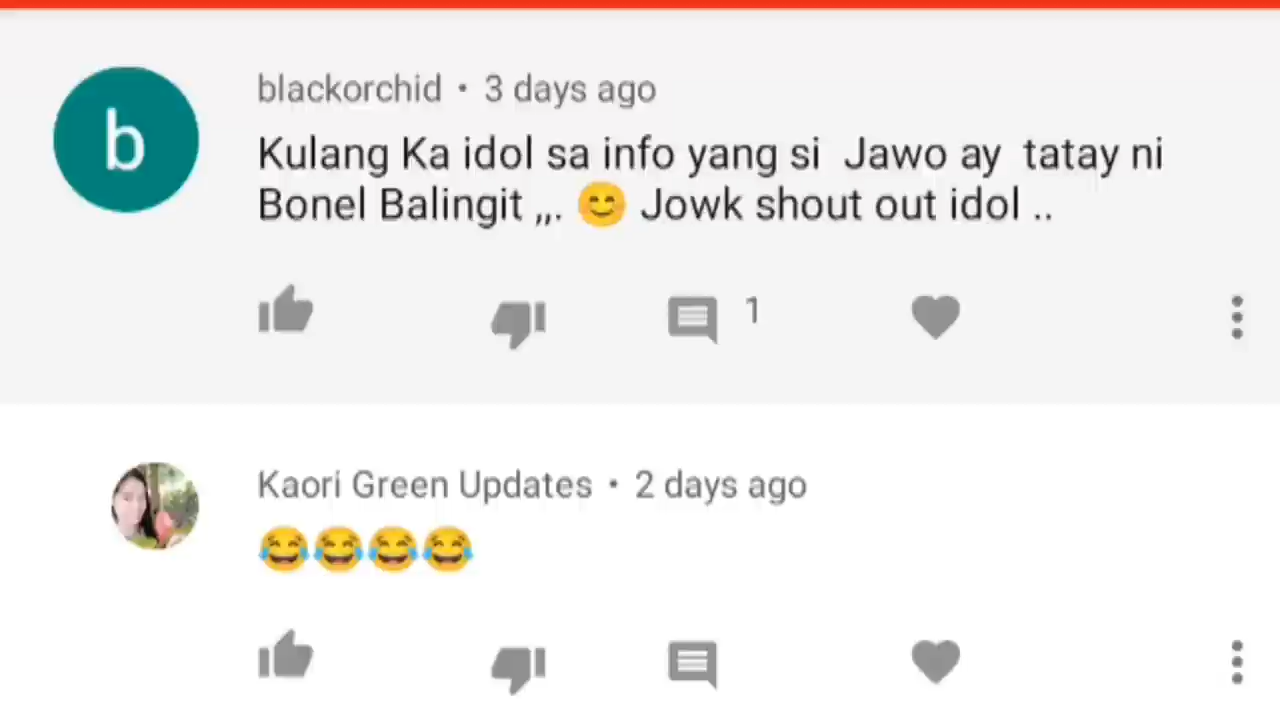 b
blackorchid • 3 days ago
Kulang Ka idol sa info yang si Jawo ay tatay ni
Bonel Balingit ,,. 😊 Jowk shout out idol ..
1
Kaori Green Updates • 2 days ago
😂😂😂😂